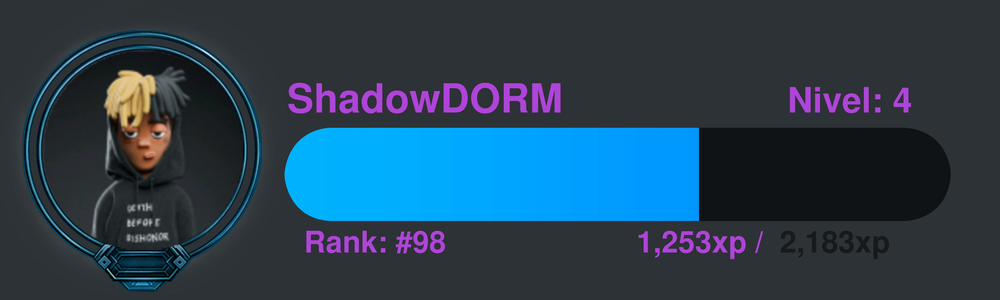 ShadowDORM
Nivel: 4
Rank: #98
1,253xp / 2,183xp
DEATH
BEFORE
DISHONOR